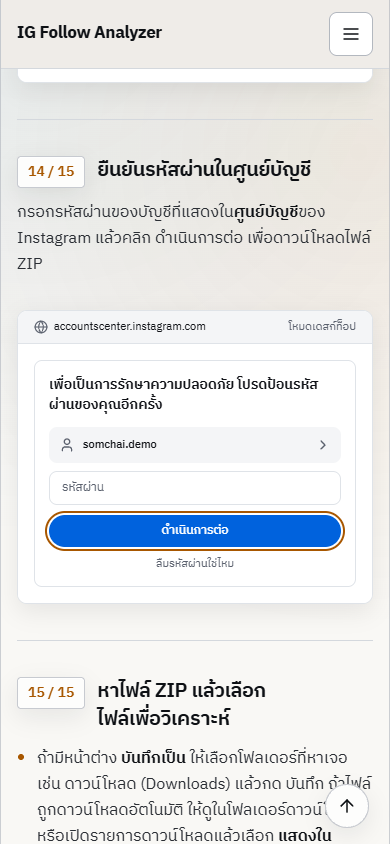 IG Follow Analyzer
14 / 15
ยืนยันรหัสผ่านในศูนย์บัญชี
กรอกรหัสผ่านของบัญชีที่แสดงในศูนย์บัญชีของ
Instagram แล้วคลิก ดำเนินการต่อ เพื่อดาวน์โหลดไฟล์
ZIP
accountscenter.instagram.com
โหมดเดสก์ท็อป
เพื่อเป็นการรักษาความปลอดภัย โปรดป้อนรหัส
ผ่านของคุณอีกครั้ง
somchai.demo
รหัสผ่าน
ดำเนินการต่อ
ลืมรหัสผ่านใช่ไหม
15 / 15
หาไฟล์ ZIP แล้วเลือก
ไฟล์เพื่อวิเคราะห์
ถ้ามีหน้าต่าง บันทึกเป็น ให้เลือกโฟลเดอร์ที่หาเจอ
เช่น ดาวน์โหลด (Downloads) แล้วกด บันทึก ถ้าไฟล์
ถูกดาวน์โหลดอัตโนมัติ ให้ดูในโฟลเดอร์
หรือเปิดรายการดาวน์โหลดแล้วเลือก แสดงใน